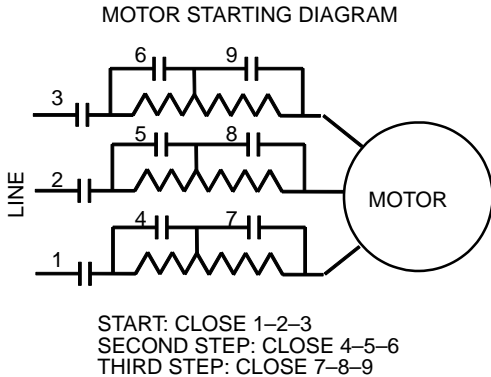 MOTOR STARTING DIAGRAM
6 9
3
5 8
2
LINE
MOTOR
4 7
1
START: CLOSE 1–2–3
SECOND STEP: CLOSE 4–5–6
THIRD STEP: CLOSE 7–8–9